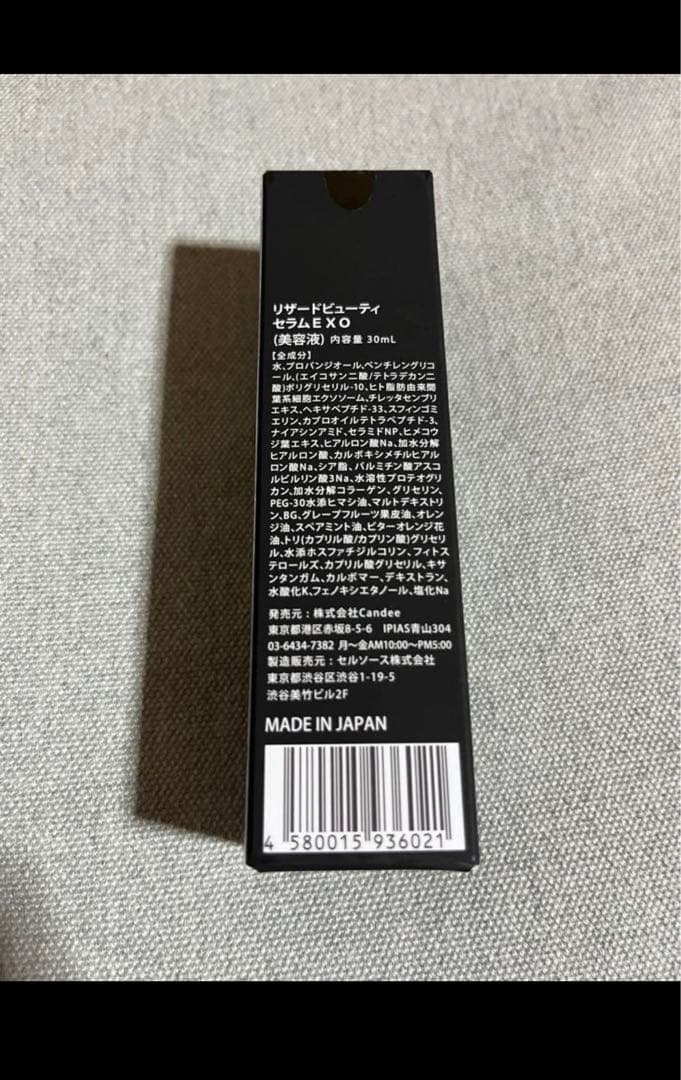 リザードビューティ
セラムEXO
(美容液) 内容量 30mL
【全成分】
水、プロパンジオール、ペンチレングリコ
ール、(エイコサン二酸/テトラデカン二
酸)ポリグリセリル-10、ヒト脂肪由来間
葉系細胞エクソソーム、チレッタセンプリ
エキス、ヘキサペプチド-33、スフィンゴミ
エリン、カプロオイルテトラペプチド-3、
ナイアシンアミド、セラミドNP、ヒメコウ
ジ葉エキス、ヒアルロン酸Na、加水分解
ヒアルロン酸、カルボキシメチルヒアル
ロン酸Na、シア脂、パルミチン酸アスコ
ルビルリン酸3Na、水溶性プロテオグリ
カン、加水分解コラーゲン、グリセリン、
PEG-30水添ヒマシ油、マルトデキストリ
ン、BG、グレープフルーツ果皮油、オレン
ジ油、スペアミント油、ビターオレンジ花
油、トリ(カプリル酸/カプリン酸)グリセリ
ル、水添ホスファチジルコリン、フィトス
テロールズ、カプリル酸グリセリル、キサ
ンタンガム、カルボマー、デキストラン、
水酸化K、フェノキシエタノール、塩化Na
発売元：株式会社Candee
東京都港区赤坂8-5-6 IPIAS青山304
03-6434-7382 月〜金AM10:00〜PM5:00
製造販売元：セルソース株式会社
東京都渋谷区渋谷1-19-5
渋谷美竹ビル2F
MADE IN JAPAN
4 580015 936021